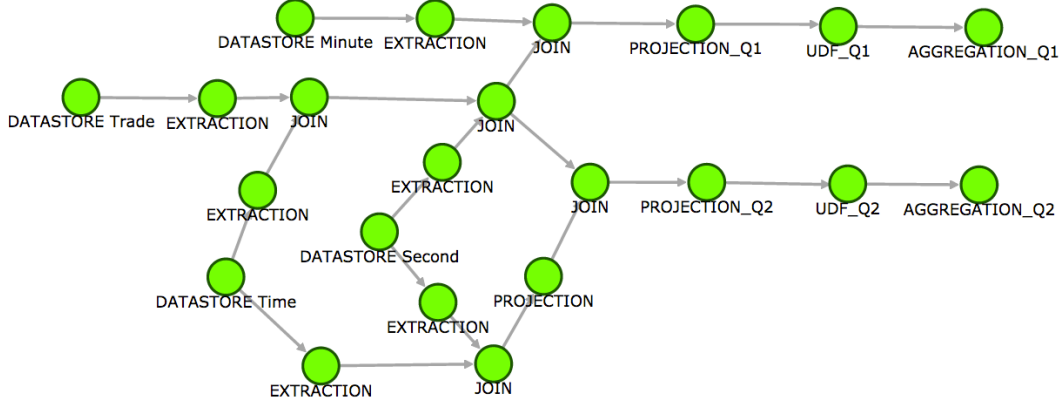 DATASTORE Minute
EXTRACTION
JOIN
PROJECTION_Q1
UDF_Q1
AGGREGATION_Q1
DATASTORE Trade
EXTRACTION
JOIN
JOIN
EXTRACTION
EXTRACTION
JOIN
PROJECTION_Q2
UDF_Q2
AGGREGATION_Q2
DATASTORE Second
DATASTORE Time
PROJECTION
EXTRACTION
EXTRACTION
JOIN